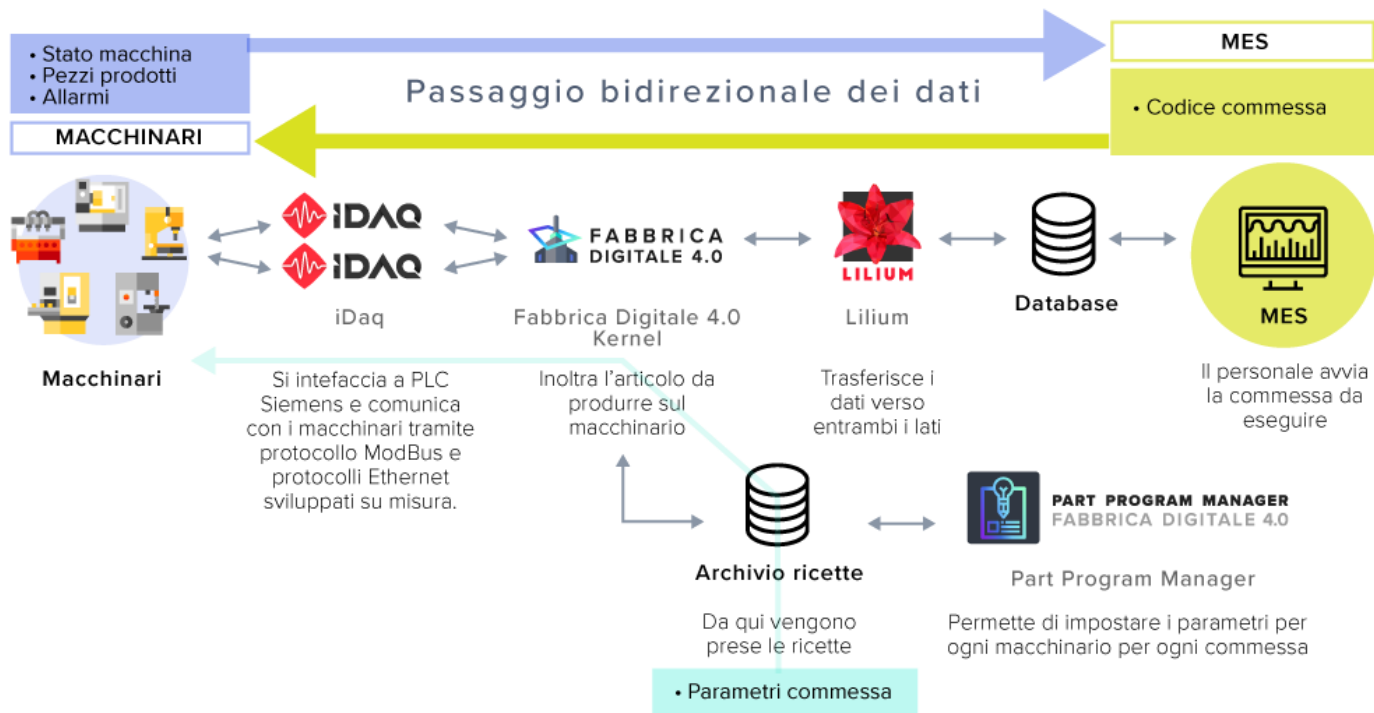 • Stato macchina
• Pezzi prodotti
• Allarmi
MACCHINARI
Passaggio bidirezionale dei dati
MES
• Codice commessa
iDAQ
iDAQ
FABBRICA
DIGITALE 4.0
LILIUM
MES
Macchinari
iDaq
Fabbrica Digitale 4.0
Kernel
Lilium
Database
Si intefaccia a PLC
Siemens e comunica
con i macchinari tramite
protocollo ModBus e
protocolli Ethernet
sviluppati su misura.
Inoltra l'articolo da
produrre sul
macchinario
Trasferisce i
dati verso
entrambi i lati
Il personale avvia
la commessa da
eseguire
Archivio ricette
Da qui vengono
prese le ricette
PART PROGRAM MANAGER
FABBRICA DIGITALE 4.0
Part Program Manager
Permette di impostare i parametri per
ogni macchinario per ogni commessa
• Parametri commessa